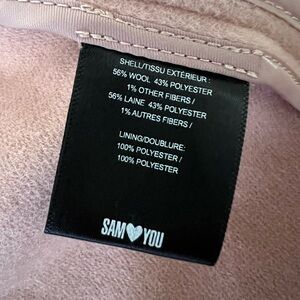 SHELL/TISSU EXTÉRIEUR :
56% WOOL 43% POLYESTER
1% OTHER FIBERS /
56% LAINE 43% POLYESTER
1% AUTRES FIBERS /
LINING/DOUBLURE:
100% POLYESTER /
100% POLYESTER
SAM♥YOU